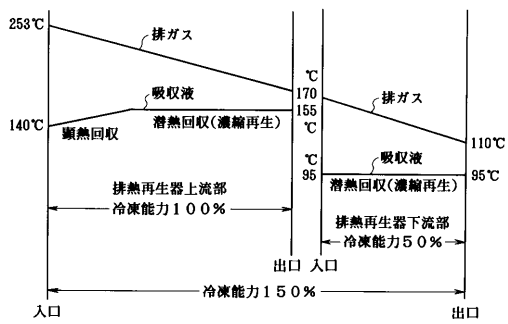 253℃
排ガス
℃
170
吸収液
155
排ガス
140℃
顕熱回収
潜熱回収(濃縮再生)
℃
110℃
℃
吸収液
95
95℃
潜熱回収(濃縮再生)
排熱再生器上流部
冷凍能力100%
排熱再生器下流部
冷凍能力50%
出口 入口
冷凍能力150%
入口
出口